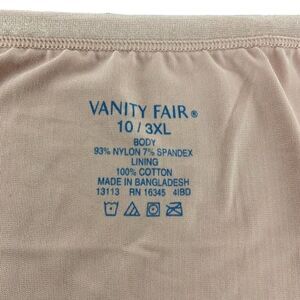 VANITY FAIR®
10 / 3XL
BODY
93% NYLON 7% SPANDEX
LINING
100% COTTON
MADE IN BANGLADESH
13113 RN 16345 4IBD